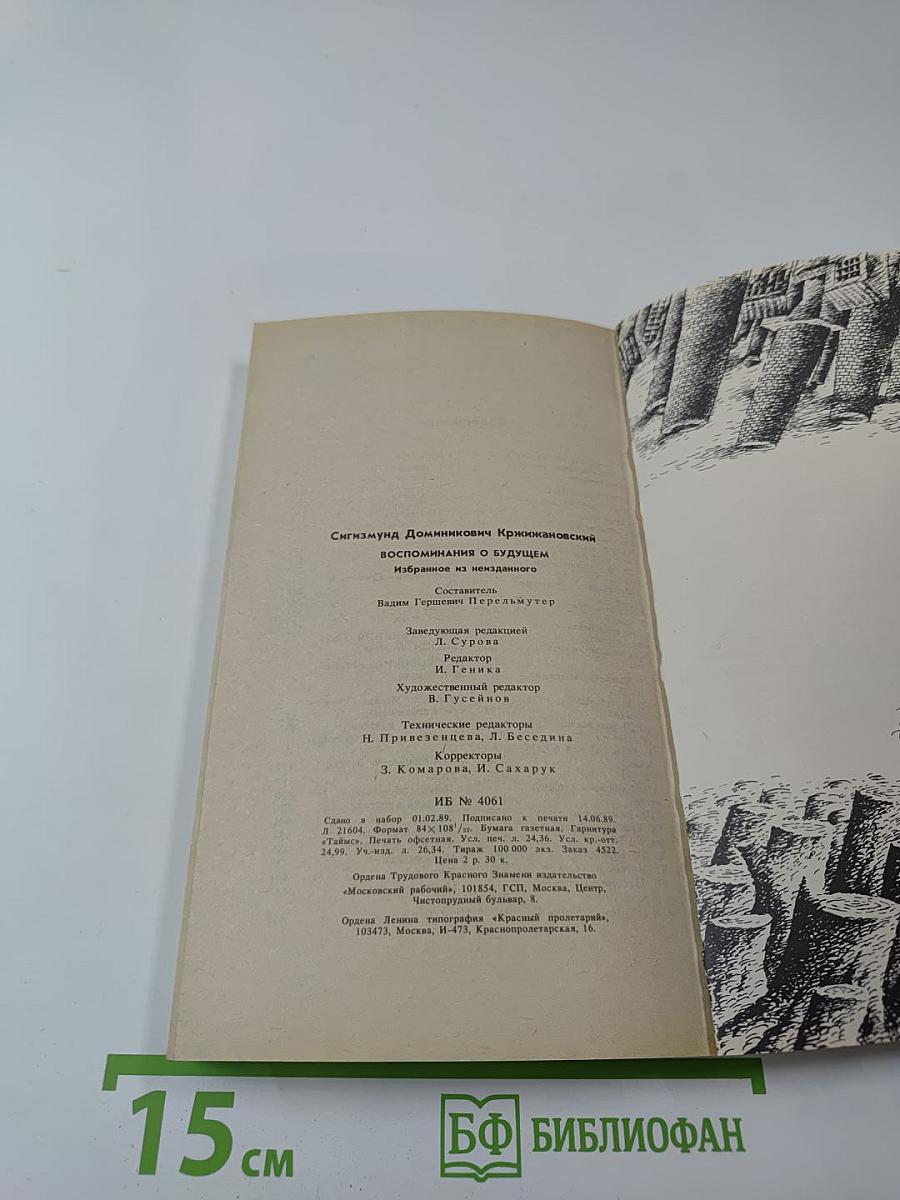 Сигизмунд Доминикович Кржижановский
ВОСПОМИНАНИЯ О БУДУЩЕМ
Избранное из неизданного
Составитель
Вадим Гершевич Перельмутер
Заведующая редакцией
Л. Сурова
Редактор
И. Геника
Художественный редактор
В. Гусейнов
Технические редакторы
Н. Привезенцева, Л. Беседина
Корректоры
З. Комарова, И. Сахарук
ИБ № 4061
Сдано в набор 01.02.89. Подписано к печати 14.06.89.
Л 21604. Формат 84×108¹/₃₂. Бумага газетная. Гарнитура
«Таймс». Печать офсетная. Усл. печ. л. 24,36. Усл. кр.-отт.
24,99. Уч.-изд. л. 26,34. Тираж 100 000 экз. Заказ 4522.
Цена 2 р. 30 к.
Ордена Трудового Красного Знамени издательство
«Московский рабочий», 101854, ГСП, Москва, Центр,
Чистопрудный бульвар, 8.
Ордена Ленина типография «Красный пролетарий»,
103473, Москва, И-473, Краснопролетарская, 16.
15 см
БФ БИБЛИОФАН